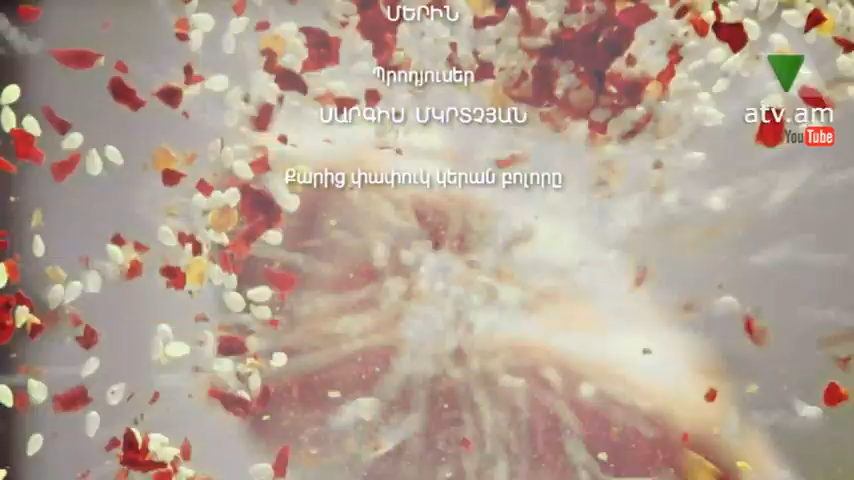 ՄԵՐԻՆ
Պրոդյուսեր
ՍԱՐԳԻՍ ՄԿՐՏՉՅԱՆ
Քարից փափուկ կերան բոլորը
atv.am
YouTube